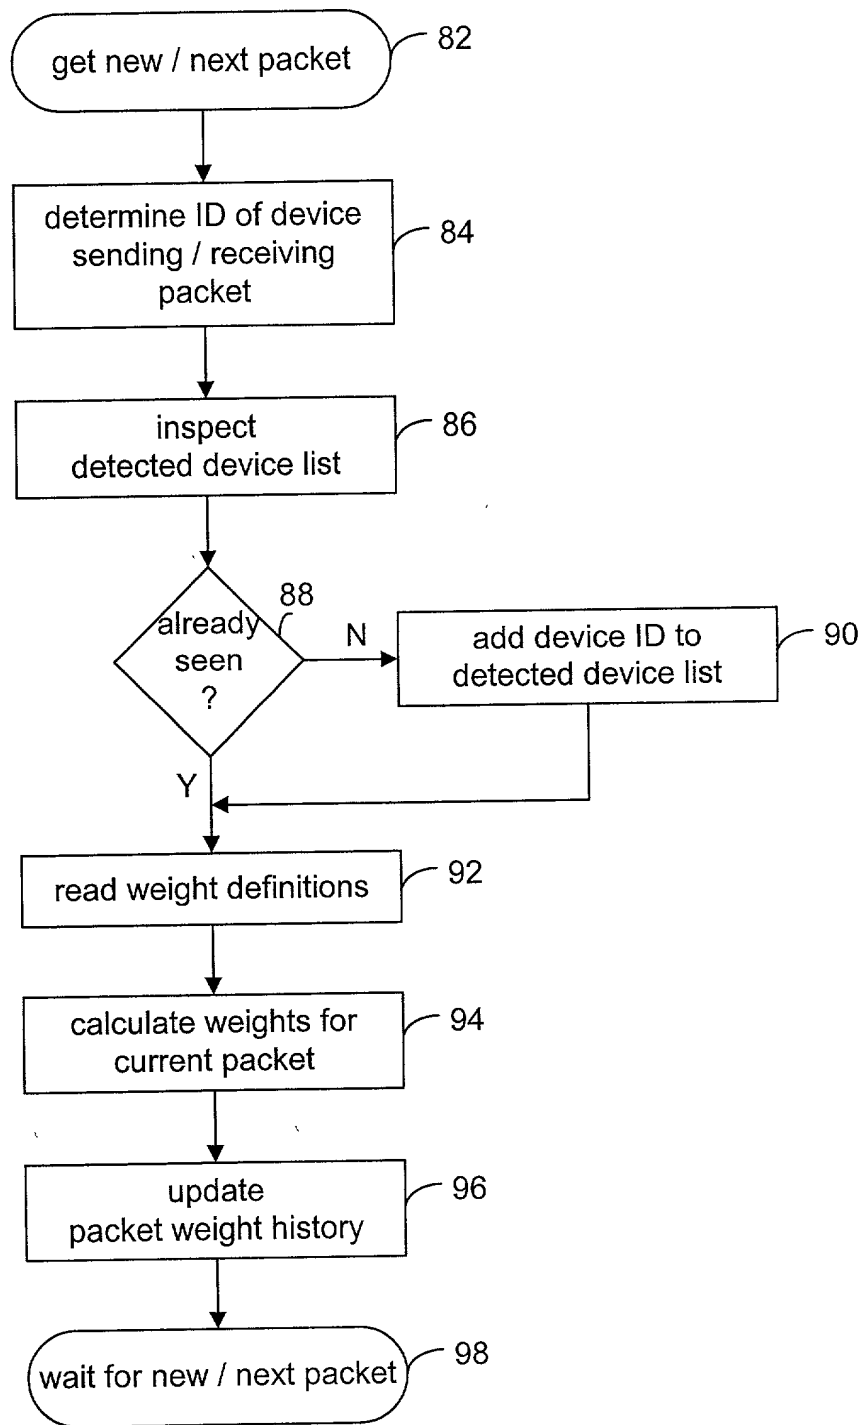 get new / next packet
82
determine ID of device
sending / receiving
packet
84
inspect
detected device list
86
already
seen
?
88
N
add device ID to
detected device list
90
Y
read weight definitions
92
calculate weights for
current packet
94
update
packet weight history
96
wait for new / next packet
98